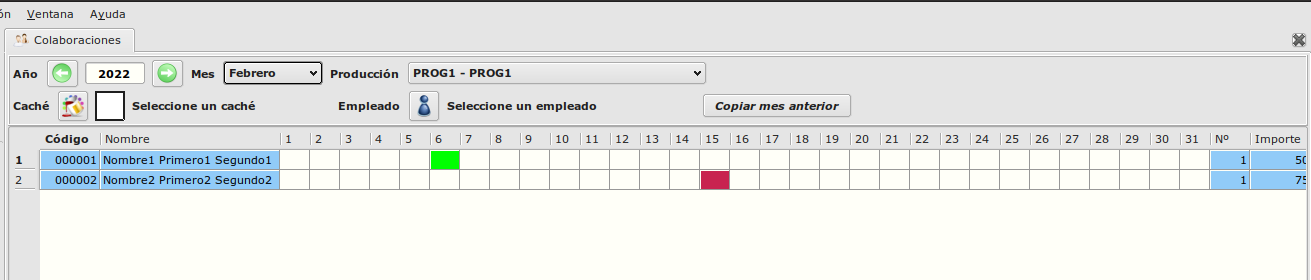 ón Ventana Ayuda
Colaboraciones
Año 2022 Mes Febrero Producción PROG1 - PROG1
Caché Seleccione un caché Empleado Seleccione un empleado Copiar mes anterior
Código Nombre 1 2 3 4 5 6 7 8 9 10 11 12 13 14 15 16 17 18 19 20 21 22 23 24 25 26 27 28 29 30 31 Nº Importe
1 000001 Nombre1 Primero1 Segundo1 1 50
2 000002 Nombre2 Primero2 Segundo2 1 75